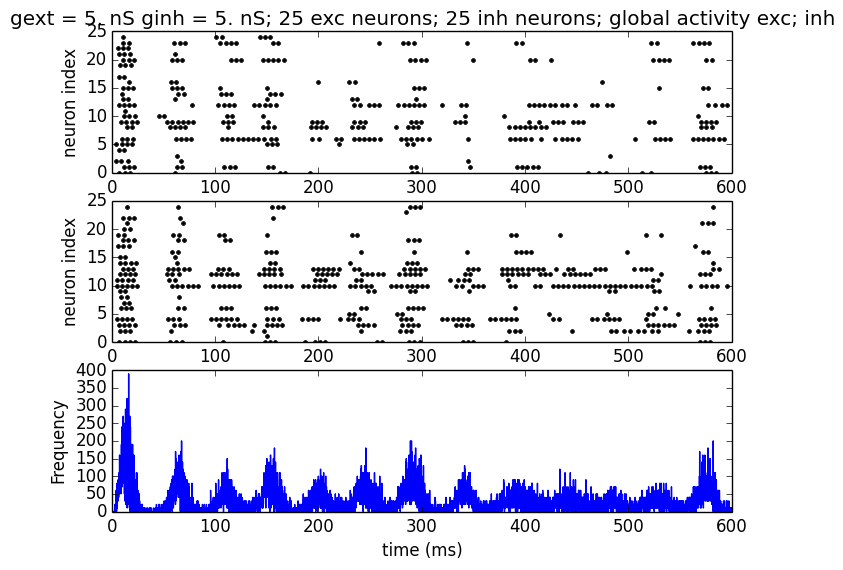 gext = 5. nS ginh = 5. nS; 25 exc neurons; 25 inh neurons; global activity exc; inh
25
20
15
10
5
0
neuron index
0 100 200 300 400 500 600
25
20
15
10
5
0
neuron index
0 100 200 300 400 500 600
400
350
300
250
200
150
100
50
0
Frequency
0 100 200 300 400 500 600
time (ms)